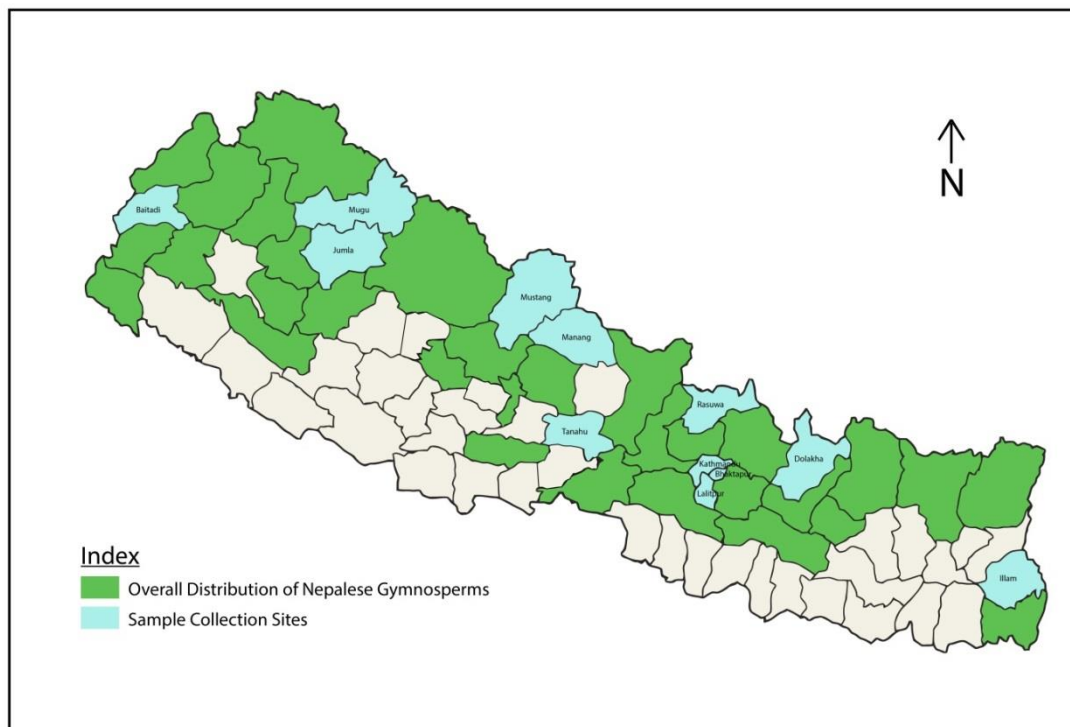 N
Baitadi
Mugu
Jumla
Mustang
Manang
Rasuwa
Tanahu
Dolakha
Kathmandu
Bhaktapur
Lalitpur
Illam
Index
Overall Distribution of Nepalese Gymnosperms
Sample Collection Sites